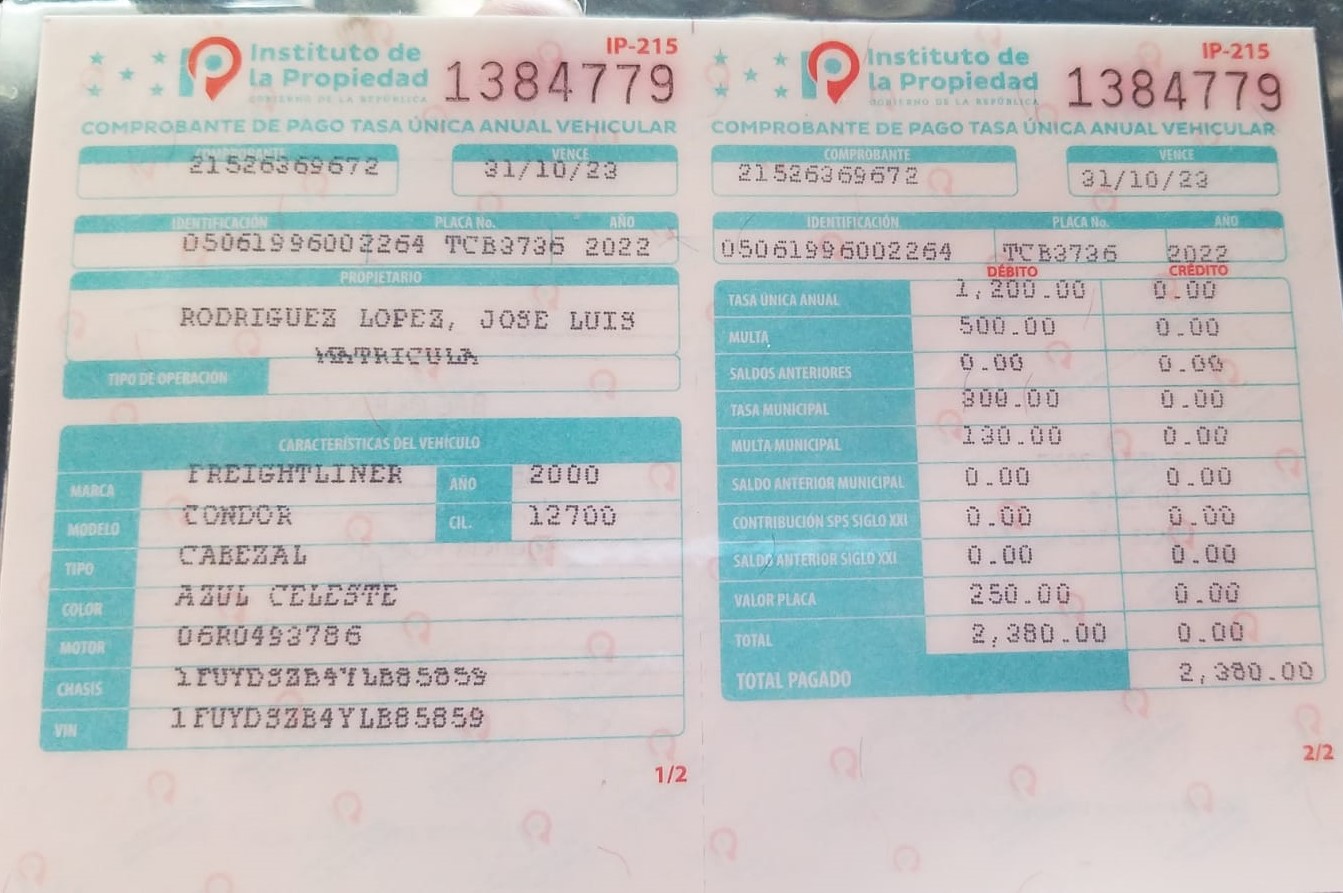 Instituto de
la Propiedad
GOBIERNO DE LA REPÚBLICA
IP-215
1384779
COMPROBANTE DE PAGO TASA ÚNICA ANUAL VEHICULAR
COMPROBANTE VENCE
21526369672 31/10/23
IDENTIFICACIÓN PLACA No. AÑO
05061996002264 TCB3736 2022
PROPIETARIO
RODRIGUEZ LOPEZ, JOSE LUIS
MATRICULA
TIPO DE OPERACIÓN
CARACTERÍSTICAS DEL VEHÍCULO
MARCA FREIGHTLINER AÑO 2000
MODELO CONDOR CIL. 12700
TIPO CABEZAL
COLOR AZUL CELESTE
MOTOR 06R0493786
CHASIS 1FUYDSZB4YLB85859
VIN 1FUYDSZB4YLB85859
1/2
Instituto de
la Propiedad
GOBIERNO DE LA REPÚBLICA
IP-215
1384779
COMPROBANTE DE PAGO TASA ÚNICA ANUAL VEHICULAR
COMPROBANTE VENCE
21526369672 31/10/23
IDENTIFICACIÓN PLACA No. AÑO
05061996002264 TCB3736 2022
DÉBITO CRÉDITO
TASA ÚNICA ANUAL 1,200.00 0.00
MULTA 500.00 0.00
SALDOS ANTERIORES 0.00 0.00
TASA MUNICIPAL 300.00 0.00
MULTA MUNICIPAL 130.00 0.00
SALDO ANTERIOR MUNICIPAL 0.00 0.00
CONTRIBUCIÓN SPS SIGLO XXI 0.00 0.00
SALDO ANTERIOR SIGLO XXI 0.00 0.00
VALOR PLACA 250.00 0.00
TOTAL 2,380.00 0.00
TOTAL PAGADO 2,380.00
2/2